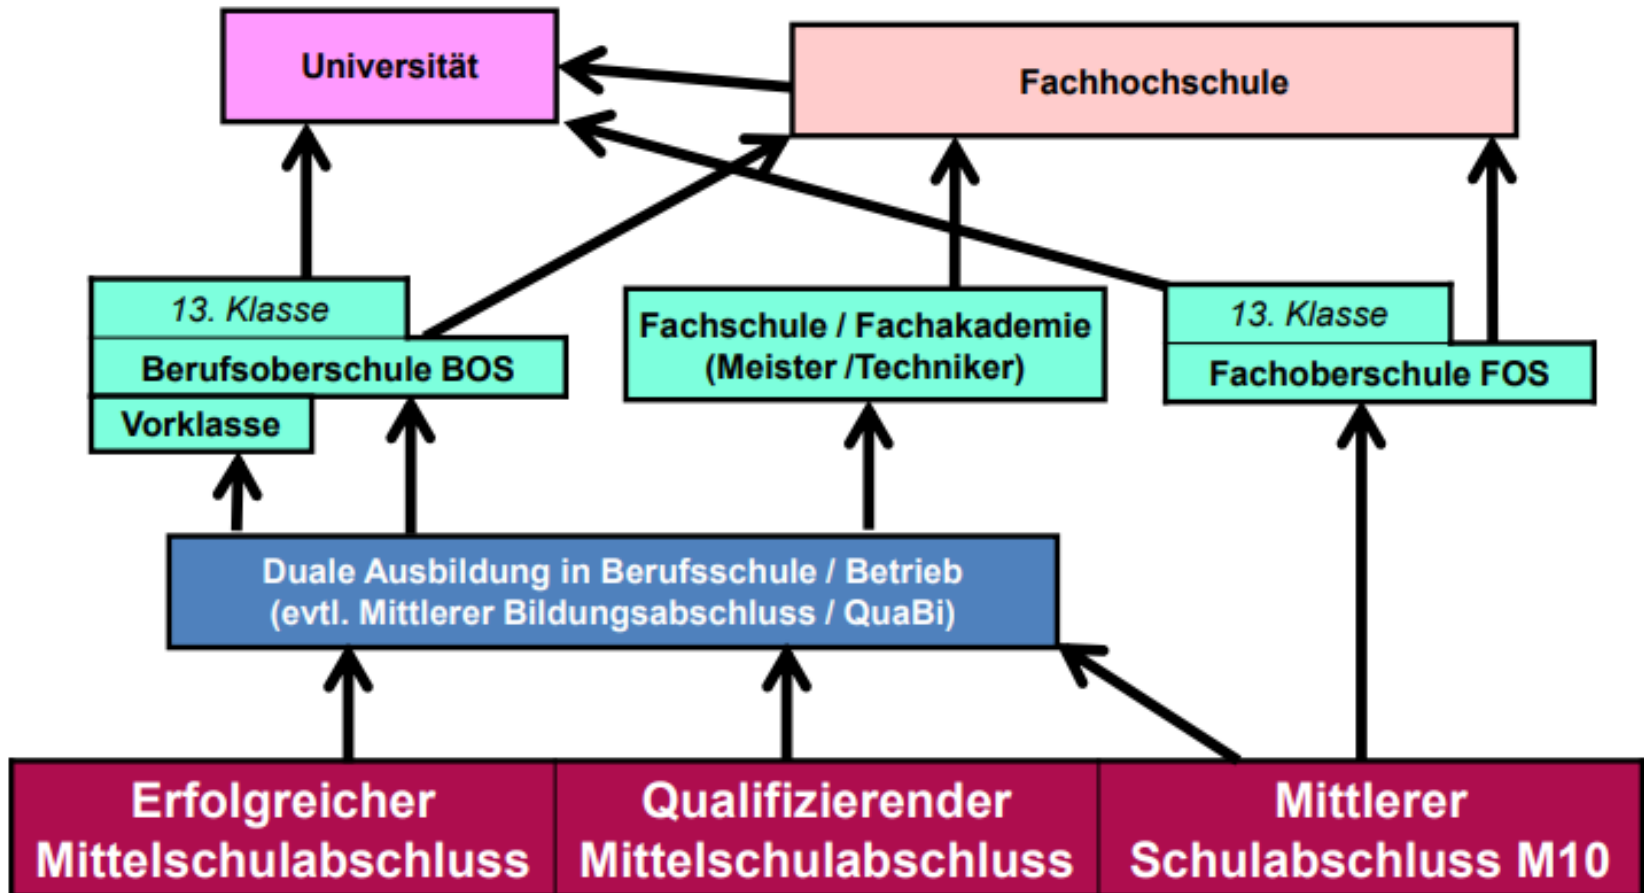 Universität
Fachhochschule
13. Klasse
Berufsoberschule BOS
Vorklasse
Fachschule / Fachakademie
(Meister /Techniker)
13. Klasse
Fachoberschule FOS
Duale Ausbildung in Berufsschule / Betrieb
(evtl. Mittlerer Bildungsabschluss / QuaBi)
Erfolgreicher
Mittelschulabschluss
Qualifizierender
Mittelschulabschluss
Mittlerer
Schulabschluss M10